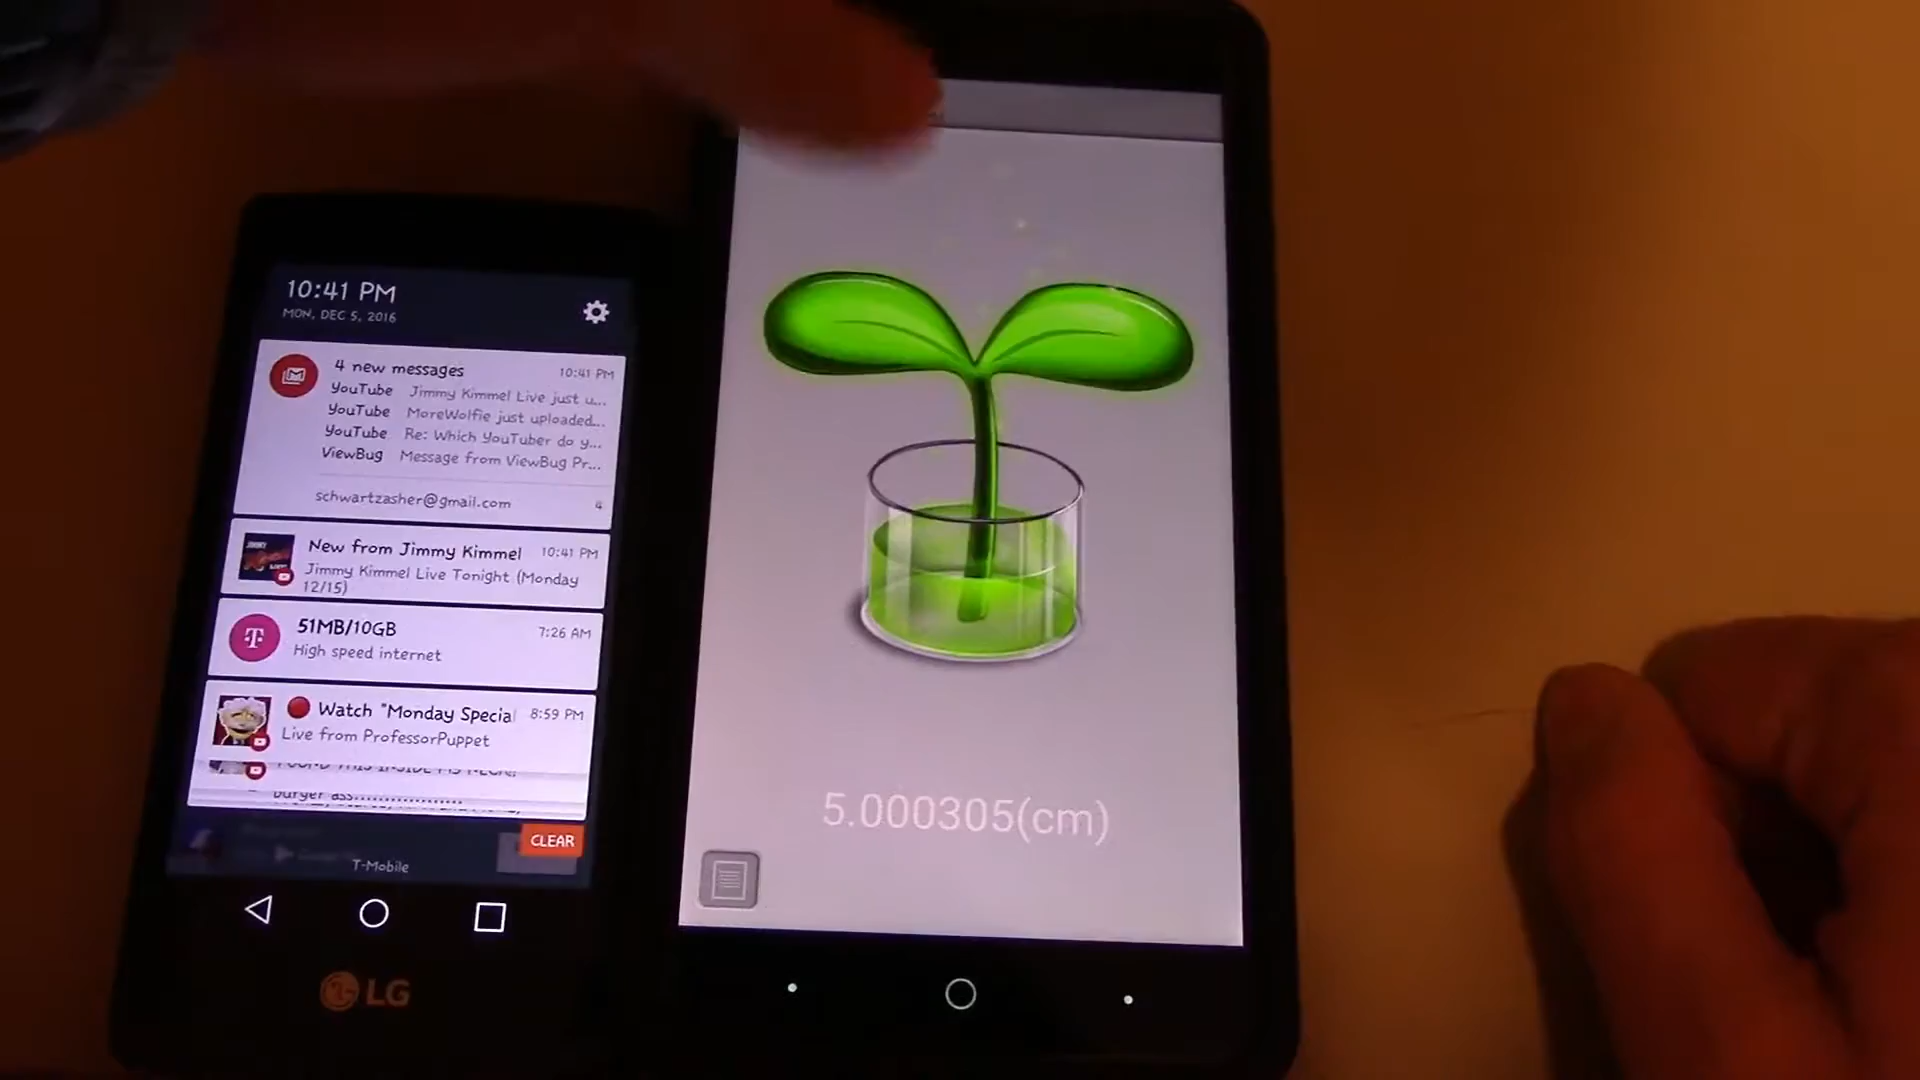 10:41 PM
MON, DEC 5, 2016
4 new messages 10:41 PM
YouTube Jimmy Kimmel Live just u...
YouTube MoreWolfie just uploaded...
YouTube Re: Which YouTuber do y...
ViewBug Message from ViewBug Pr...
schwartzasher@gmail.com 4
New from Jimmy Kimmel 10:41 PM
Jimmy Kimmel Live Tonight (Monday
12/15)
51MB/10GB 7:26 AM
High speed internet
Watch "Monday Specia 8:59 PM
Live from ProfessorPuppet
CLEAR
T-Mobile
LG
5.000305(cm)